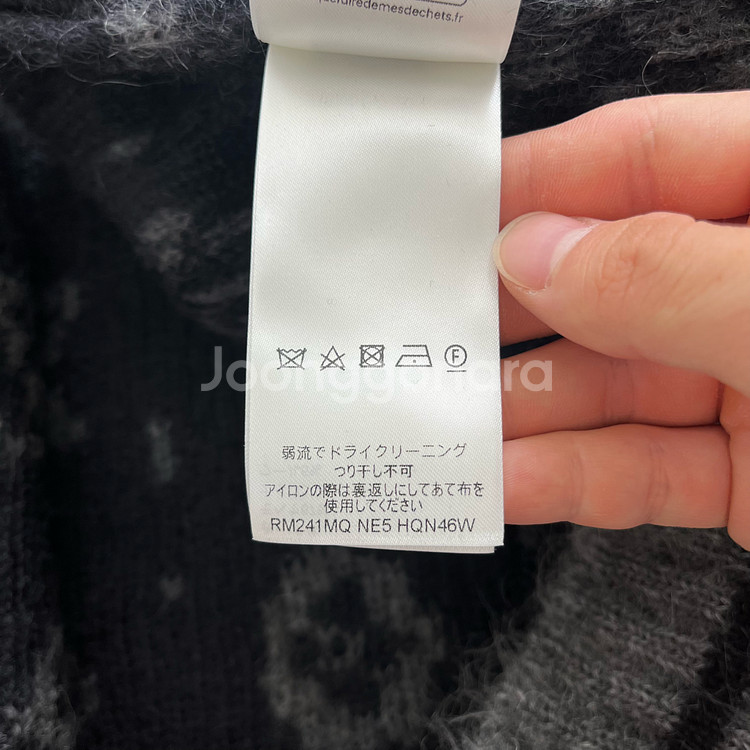 quefairedemesdechets.fr
Joonggonara
F
弱流でドライクリーニング
つり干し不可
アイロンの際は裏返しにしてあて布を
使用してください
RM241MQ NE5 HQN46W